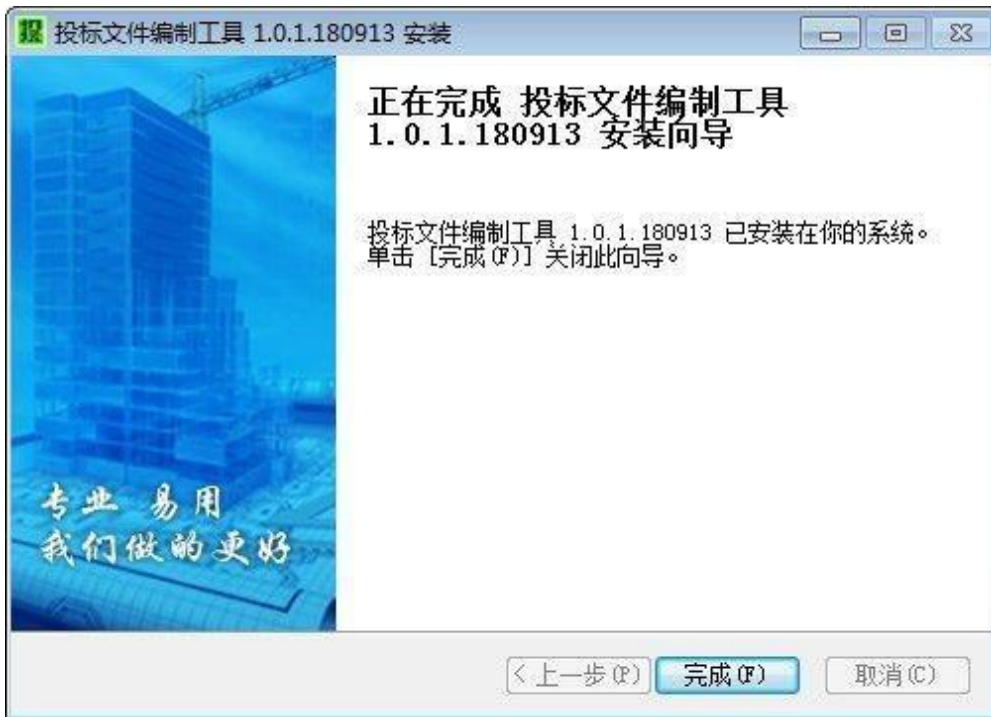 投 投标文件编制工具 1.0.1.180913 安装
正在完成 投标文件编制工具
1.0.1.180913 安装向导
投标文件编制工具 1.0.1.180913 已安装在你的系统。
单击 [完成(F)] 关闭此向导。
专业 易用
我们做的更好
< 上一步(P) 完成(F) 取消(C)